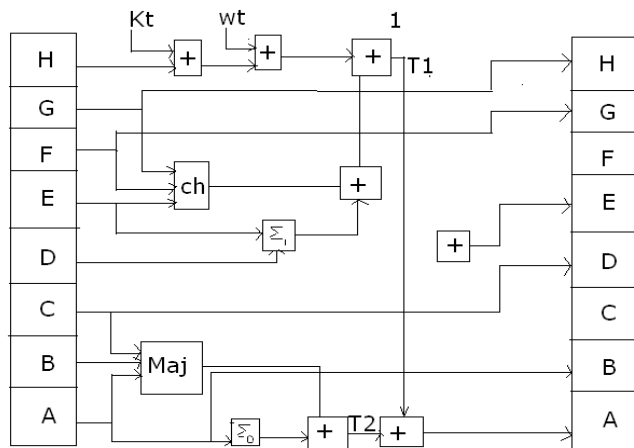 Kt wt 1
H + + + T1 H
G G
F F
ch +
E E
Σ1 +
D D
C C
B Maj B
A Σ0 + T2 + A